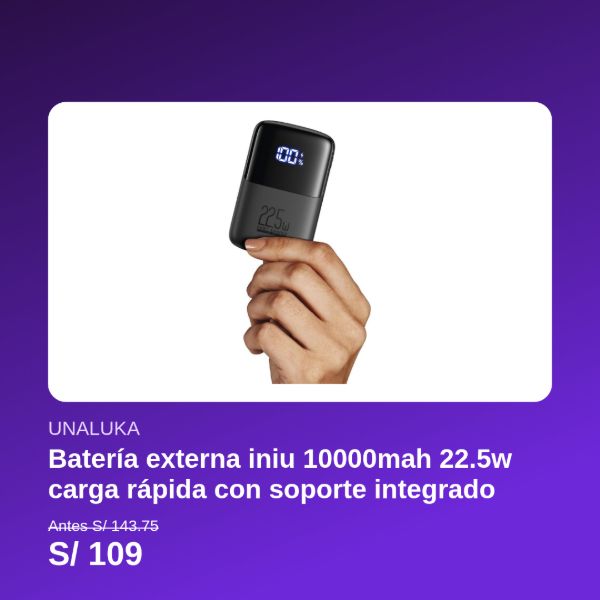 100%
22.5w
UNALUKA
Batería externa iniu 10000mah 22.5w
carga rápida con soporte integrado
Antes S/ 143.75
S/ 109